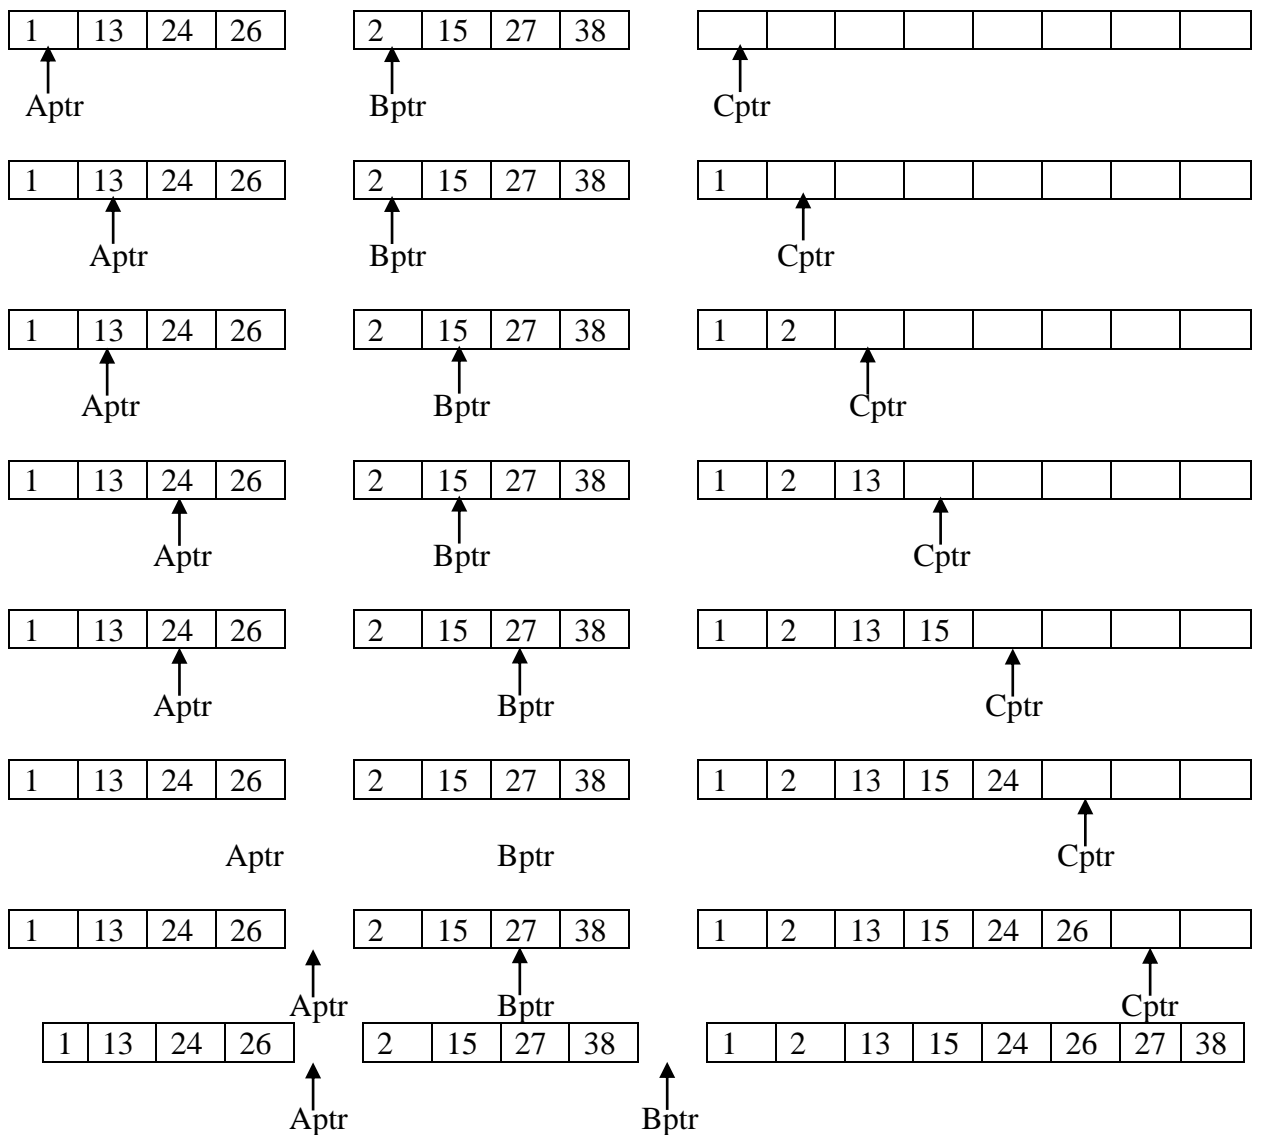 1 13 24 26 2 15 27 38
Aptr Bptr Cptr
1 13 24 26 2 15 27 38 1
Aptr Bptr Cptr
1 13 24 26 2 15 27 38 1 2
Aptr Bptr Cptr
1 13 24 26 2 15 27 38 1 2 13
Aptr Bptr Cptr
1 13 24 26 2 15 27 38 1 2 13 15
Aptr Bptr Cptr
1 13 24 26 2 15 27 38 1 2 13 15 24
Aptr Bptr Cptr
1 13 24 26 2 15 27 38 1 2 13 15 24 26
Aptr Bptr Cptr
1 13 24 26 2 15 27 38 1 2 13 15 24 26 27 38
Aptr Bptr